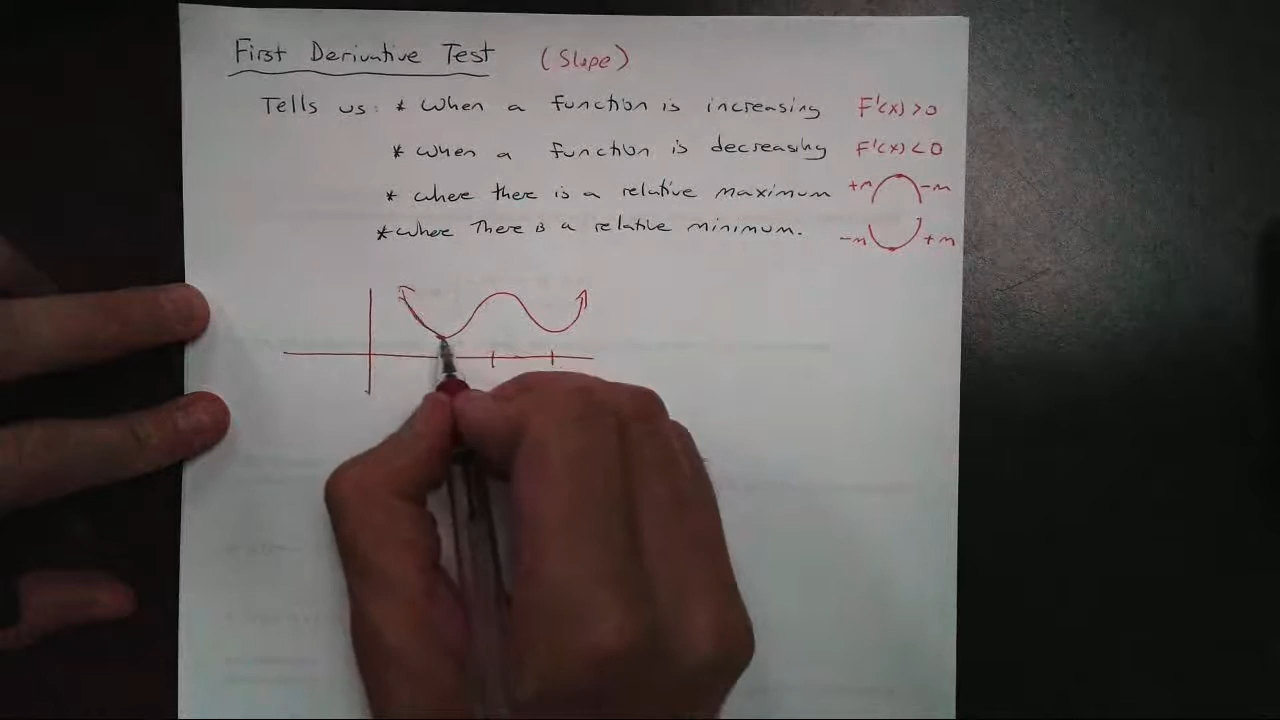 First Derivative Test (Slope)
Tells us: * when a function is increasing F'(x) > 0
* when a function is decreasing F'(x) < 0
* where there is a relative maximum +m -m
* where There is a relative minimum. -m +m